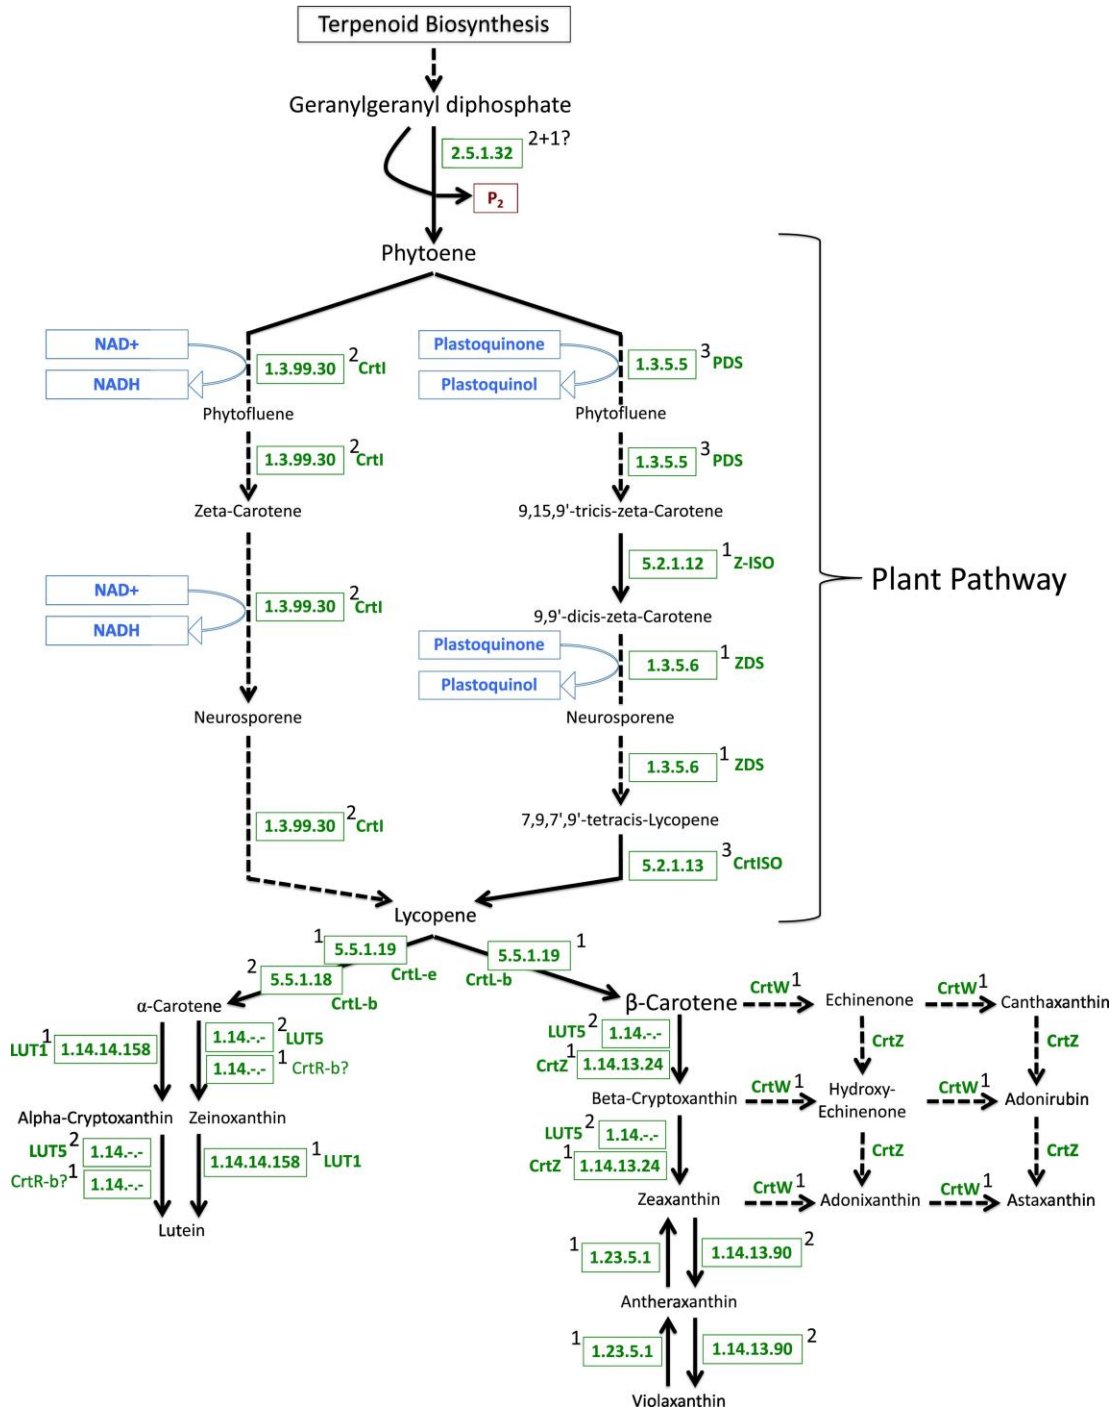 Terpenoid Biosynthesis
Geranylgeranyl diphosphate
2.5.1.32 2+1?
P2
Phytoene
NAD+
NADH
1.3.99.30 2 CrtI
Plastoquinone
Plastoquinol
1.3.5.5 3 PDS
Phytofluene
Phytofluene
1.3.99.30 2 CrtI
1.3.5.5 3 PDS
Zeta-Carotene
9,15,9'-tricis-zeta-Carotene
5.2.1.12 1 Z-ISO
Plant Pathway
NAD+
NADH
1.3.99.30 2 CrtI
9,9'-dicis-zeta-Carotene
Plastoquinone
Plastoquinol
1.3.5.6 1 ZDS
Neurosporene
Neurosporene
1.3.5.6 1 ZDS
7,9,7',9'-tetracis-Lycopene
1.3.99.30 2 CrtI
5.2.1.13 3 CrtISO
Lycopene
1 5.5.1.19 CrtL-e
2 5.5.1.18 CrtL-b
5.5.1.19 1 CrtL-b
α-Carotene
β-Carotene
CrtW 1
Echinenone
CrtW 1
Canthaxanthin
LUT1 1 1.14.14.158
1.14.-.- 2 LUT5
1.14.-.- 1 CrtR-b?
LUT5 2 1.14.-.-
CrtZ 1 1.14.13.24
CrtZ
CrtZ
Alpha-Cryptoxanthin
Zeinoxanthin
Beta-Cryptoxanthin
CrtW 1
Hydroxy-
Echinenone
CrtW 1
Adonirubin
LUT5 2 1.14.-.-
CrtR-b? 1 1.14.-.-
1.14.14.158 1 LUT1
LUT5 2 1.14.-.-
CrtZ 1 1.14.13.24
CrtZ
CrtZ
Lutein
Zeaxanthin
CrtW 1
Adonixanthin
CrtW 1
Astaxanthin
1 1.23.5.1
1.14.13.90 2
Antheraxanthin
1 1.23.5.1
1.14.13.90 2
Violaxanthin